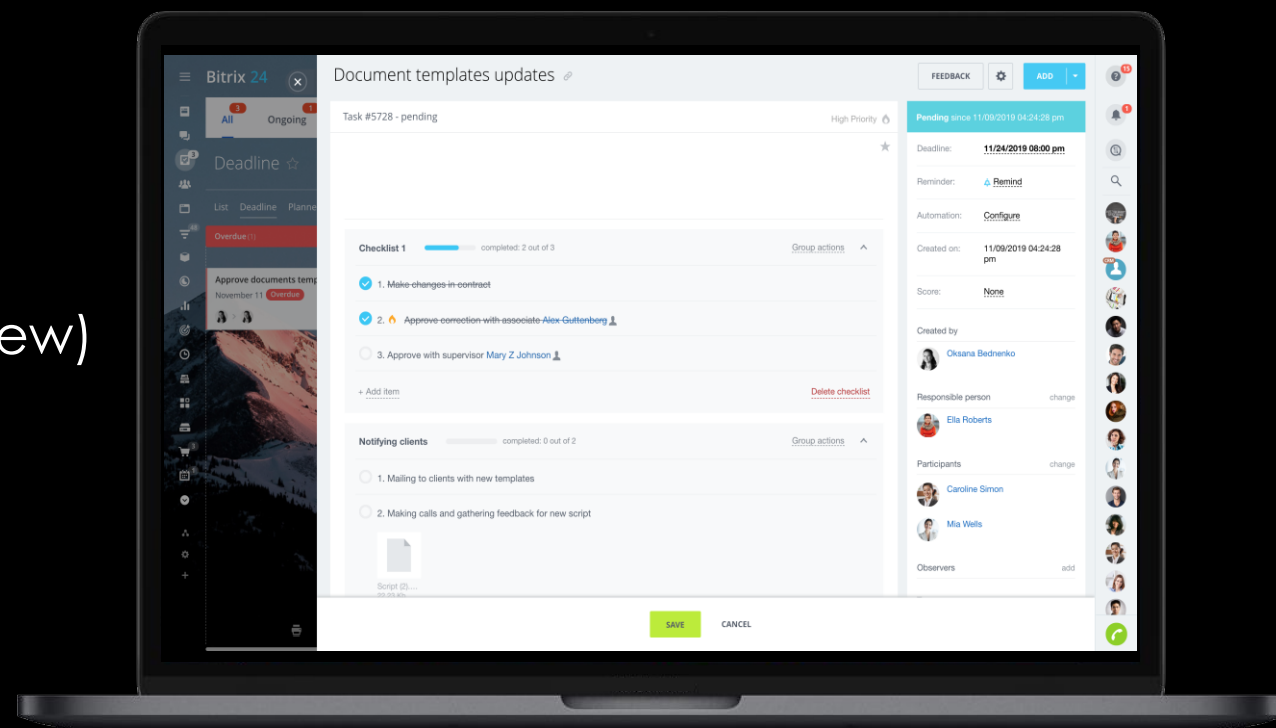 ew)
Bitrix 24
3
1
All
Ongoing
Deadline
List Deadline Planne
Overdue (1)
Approve documents temp
November 11 Overdue
3
Document templates updates
FEEDBACK
ADD
Task #5728 - pending
High Priority
Checklist 1
completed: 2 out of 3
Group actions
1. Make changes in contract
2. Approve correction with associate Alex Guttenberg
3. Approve with supervisor Mary Z Johnson
+ Add item
Delete checklist
Notifying clients
completed: 0 out of 2
Group actions
1. Mailing to clients with new templates
2. Making calls and gathering feedback for new script
Script (2)....
SAVE
CANCEL
Pending since 11/09/2019 04:24:28 pm
Deadline: 11/24/2019 08:00 pm
Reminder: Remind
Automation: Configure
Created on: 11/09/2019 04:24:28
pm
Score: None
Created by
Oksana Bednenko
Responsible person change
Ella Roberts
Participants change
Caroline Simon
Mia Wells
Observers add
1